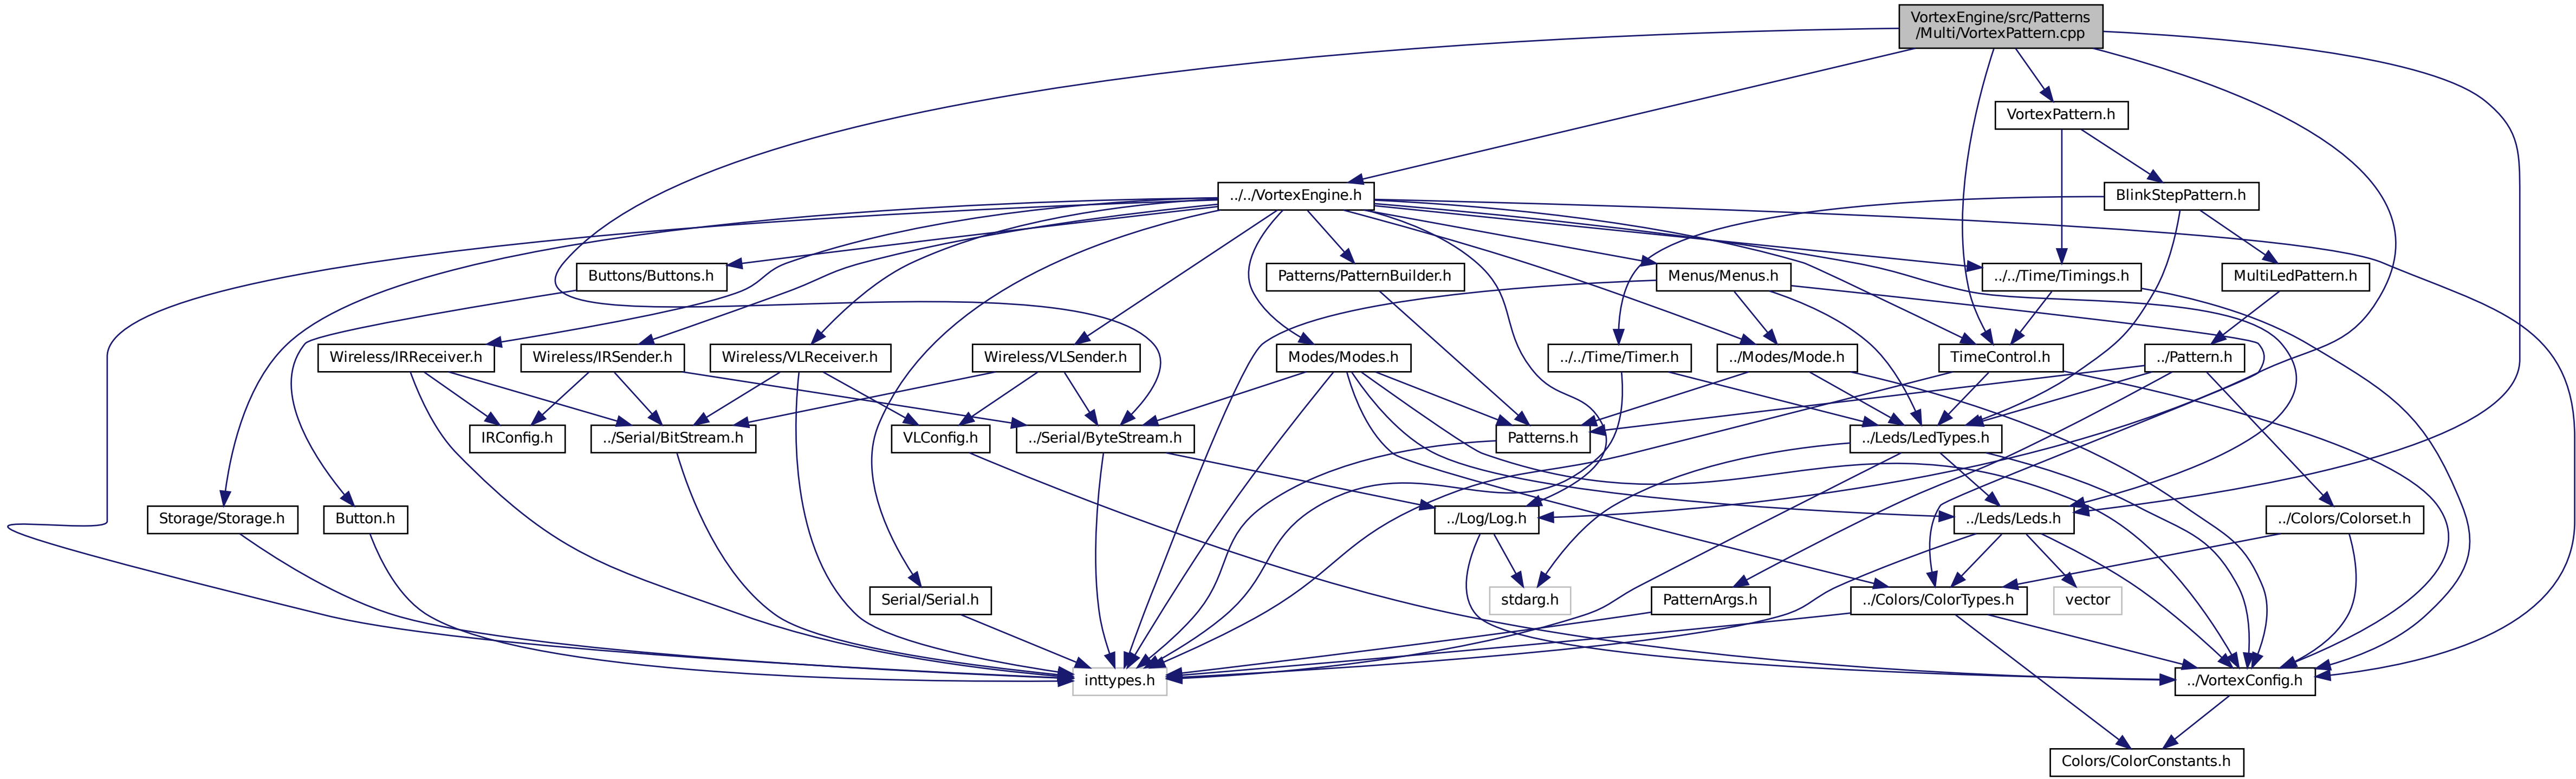 VortexEngine/src/Patterns
/Multi/VortexPattern.cpp
VortexPattern.h
../../VortexEngine.h
BlinkStepPattern.h
Buttons/Buttons.h
Patterns/PatternBuilder.h
Menus/Menus.h
../../Time/Timings.h
MultiLedPattern.h
Wireless/IRReceiver.h
Wireless/IRSender.h
Wireless/VLReceiver.h
Wireless/VLSender.h
Modes/Modes.h
../../Time/Timer.h
../Modes/Mode.h
TimeControl.h
../Pattern.h
IRConfig.h
../Serial/BitStream.h
VLConfig.h
../Serial/ByteStream.h
Patterns.h
../Leds/LedTypes.h
Storage/Storage.h
Button.h
../Log/Log.h
../Leds/Leds.h
../Colors/Colorset.h
Serial/Serial.h
stdarg.h
PatternArgs.h
../Colors/ColorTypes.h
vector
inttypes.h
../VortexConfig.h
Colors/ColorConstants.h